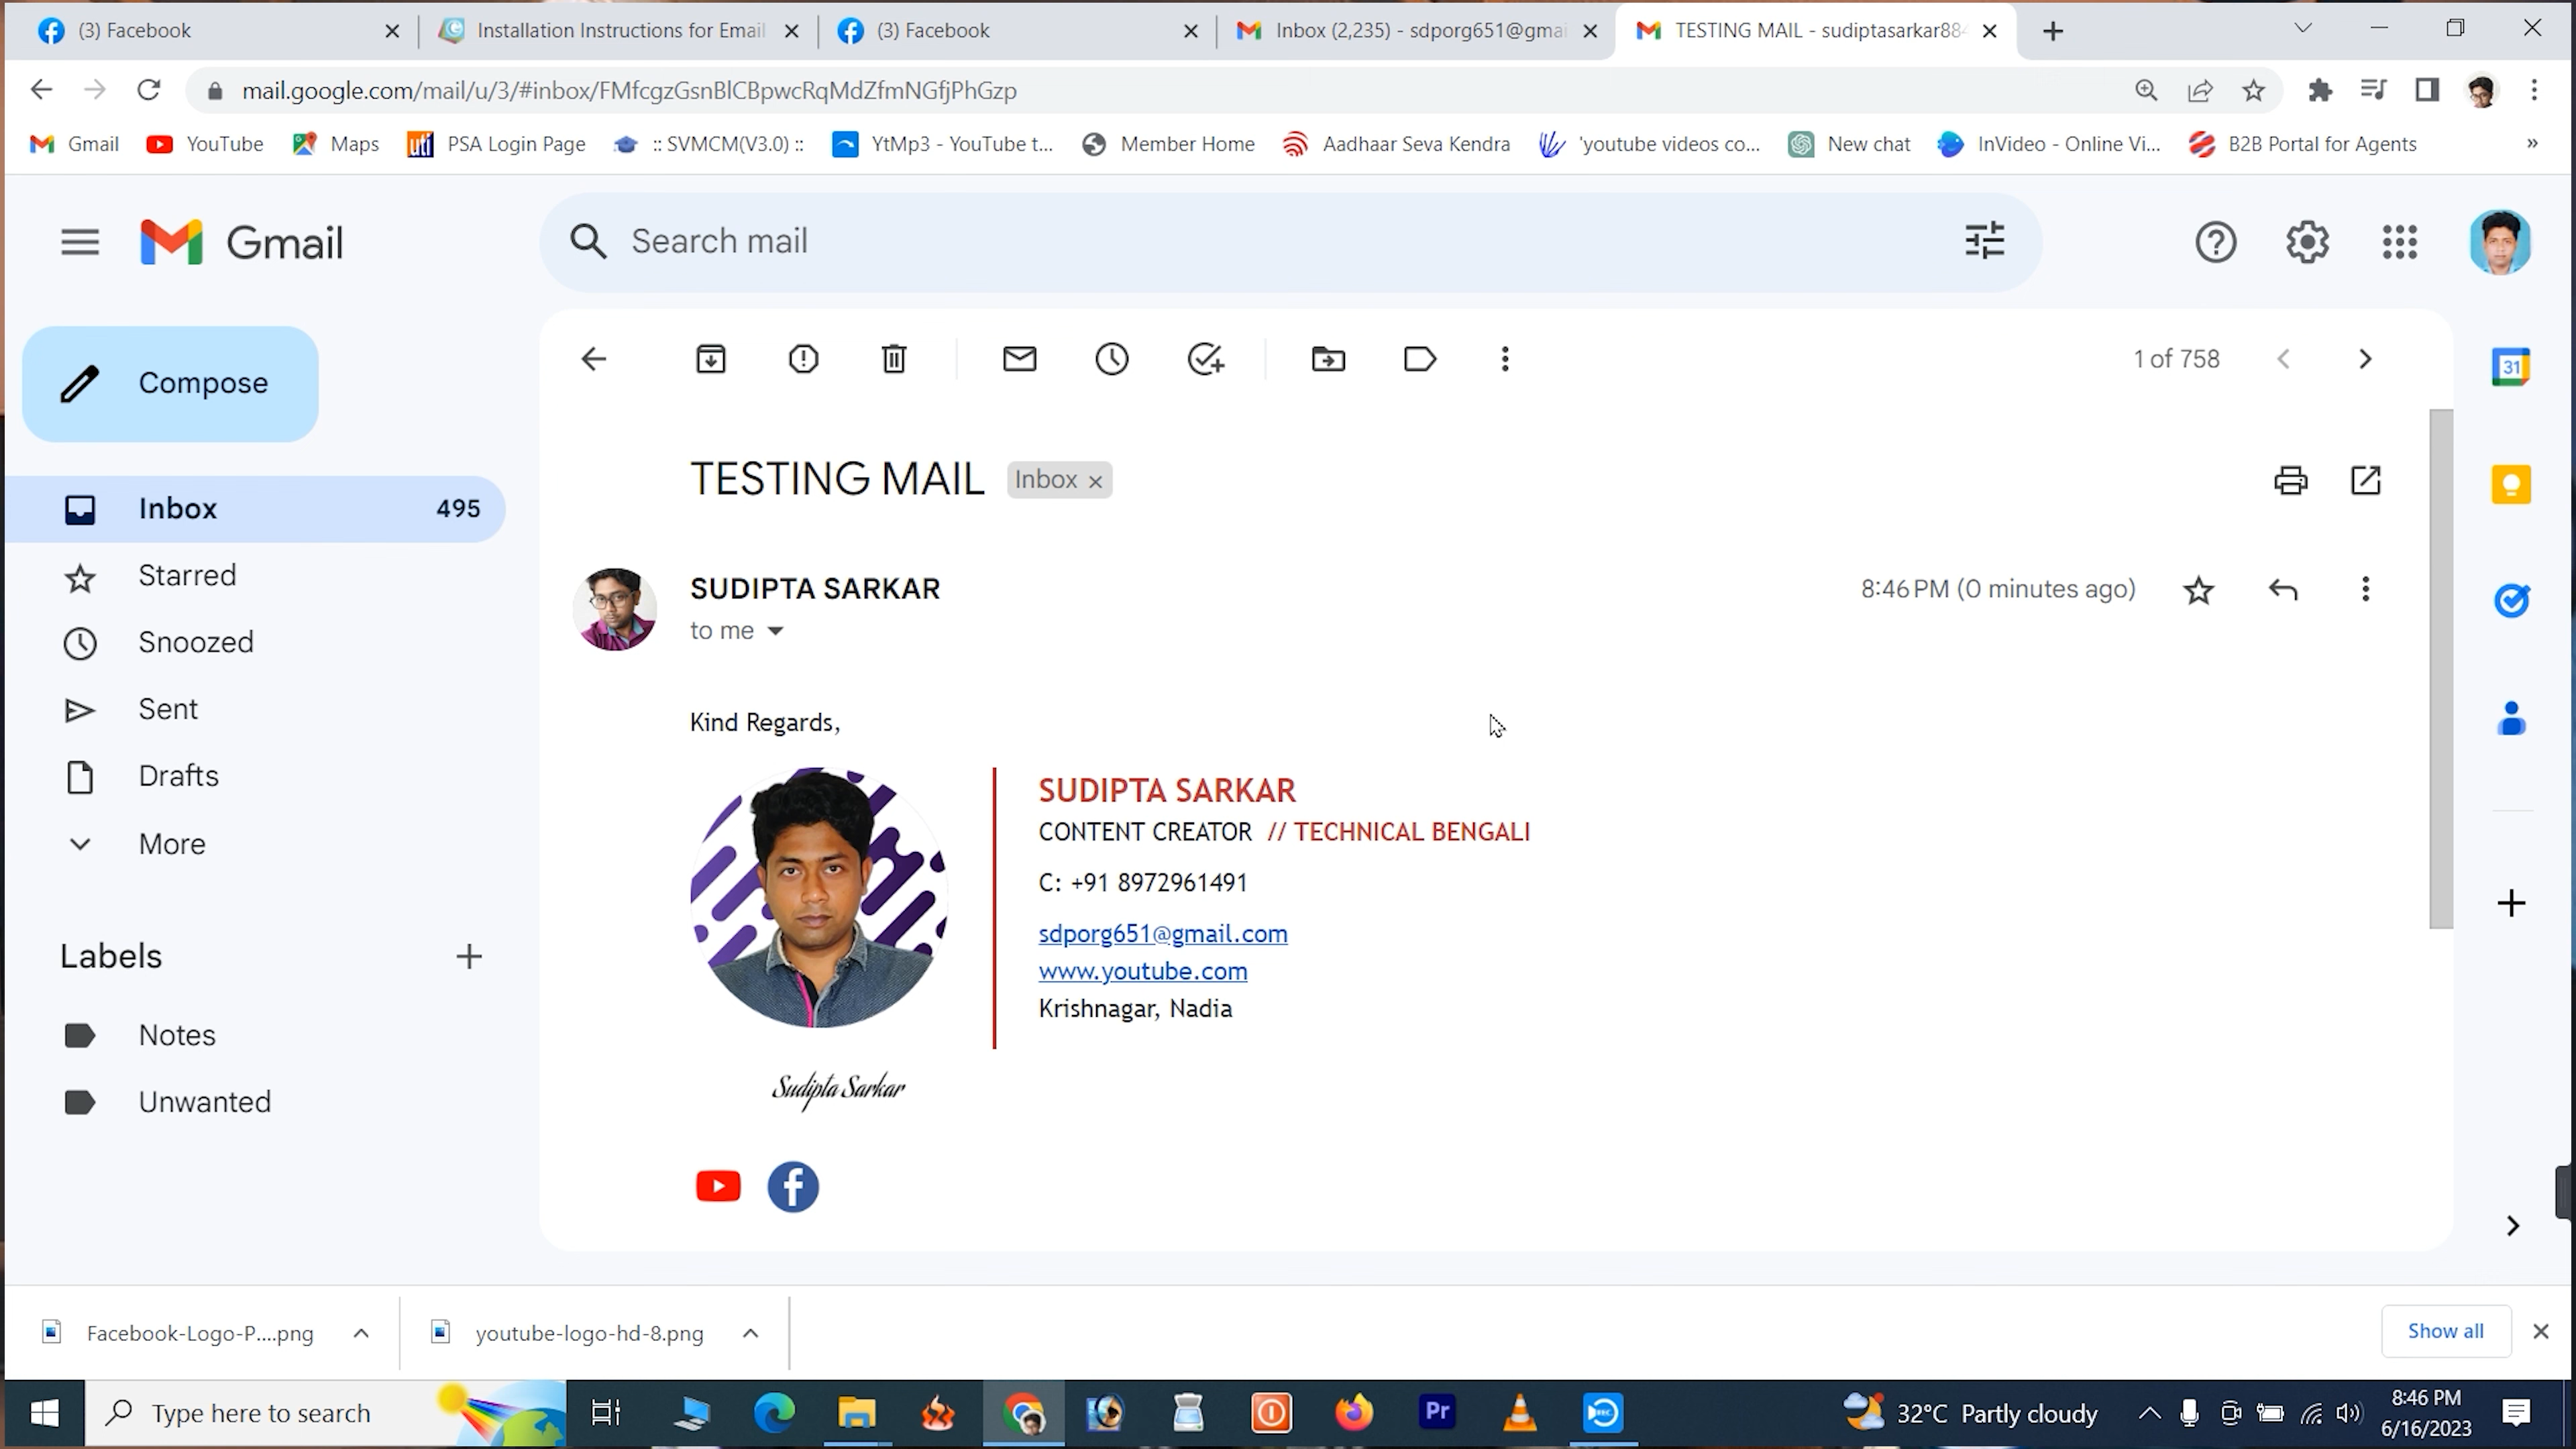 (3) Facebook
Installation Instructions for Email
(3) Facebook
Inbox (2,235) - sdporg651@gmai
TESTING MAIL - sudiptasarkar884
mail.google.com/mail/u/3/#inbox/FMfcgzGsnBlCBpwcRqMdZfmNGfjPhGzp
Gmail
YouTube
Maps
uti
PSA Login Page
:: SVMCM(V3.0) ::
YtMp3 - YouTube t...
Member Home
Aadhaar Seva Kendra
'youtube videos co...
New chat
InVideo - Online Vi...
B2B Portal for Agents
»
Gmail
Search mail
Compose
1 of 758
31
TESTING MAIL
Inbox ×
Inbox 495
Starred
Snoozed
Sent
Drafts
More
Labels
Notes
Unwanted
SUDIPTA SARKAR
8:46 PM (0 minutes ago)
to me
Kind Regards,
SUDIPTA SARKAR
CONTENT CREATOR // TECHNICAL BENGALI
C: +91 8972961491
sdporg651@gmail.com
www.youtube.com
Krishnagar, Nadia
Sudipta Sarkar
Facebook-Logo-P....png
youtube-logo-hd-8.png
Show all
Type here to search
Pr
REC
32°C Partly cloudy
8:46 PM
6/16/2023